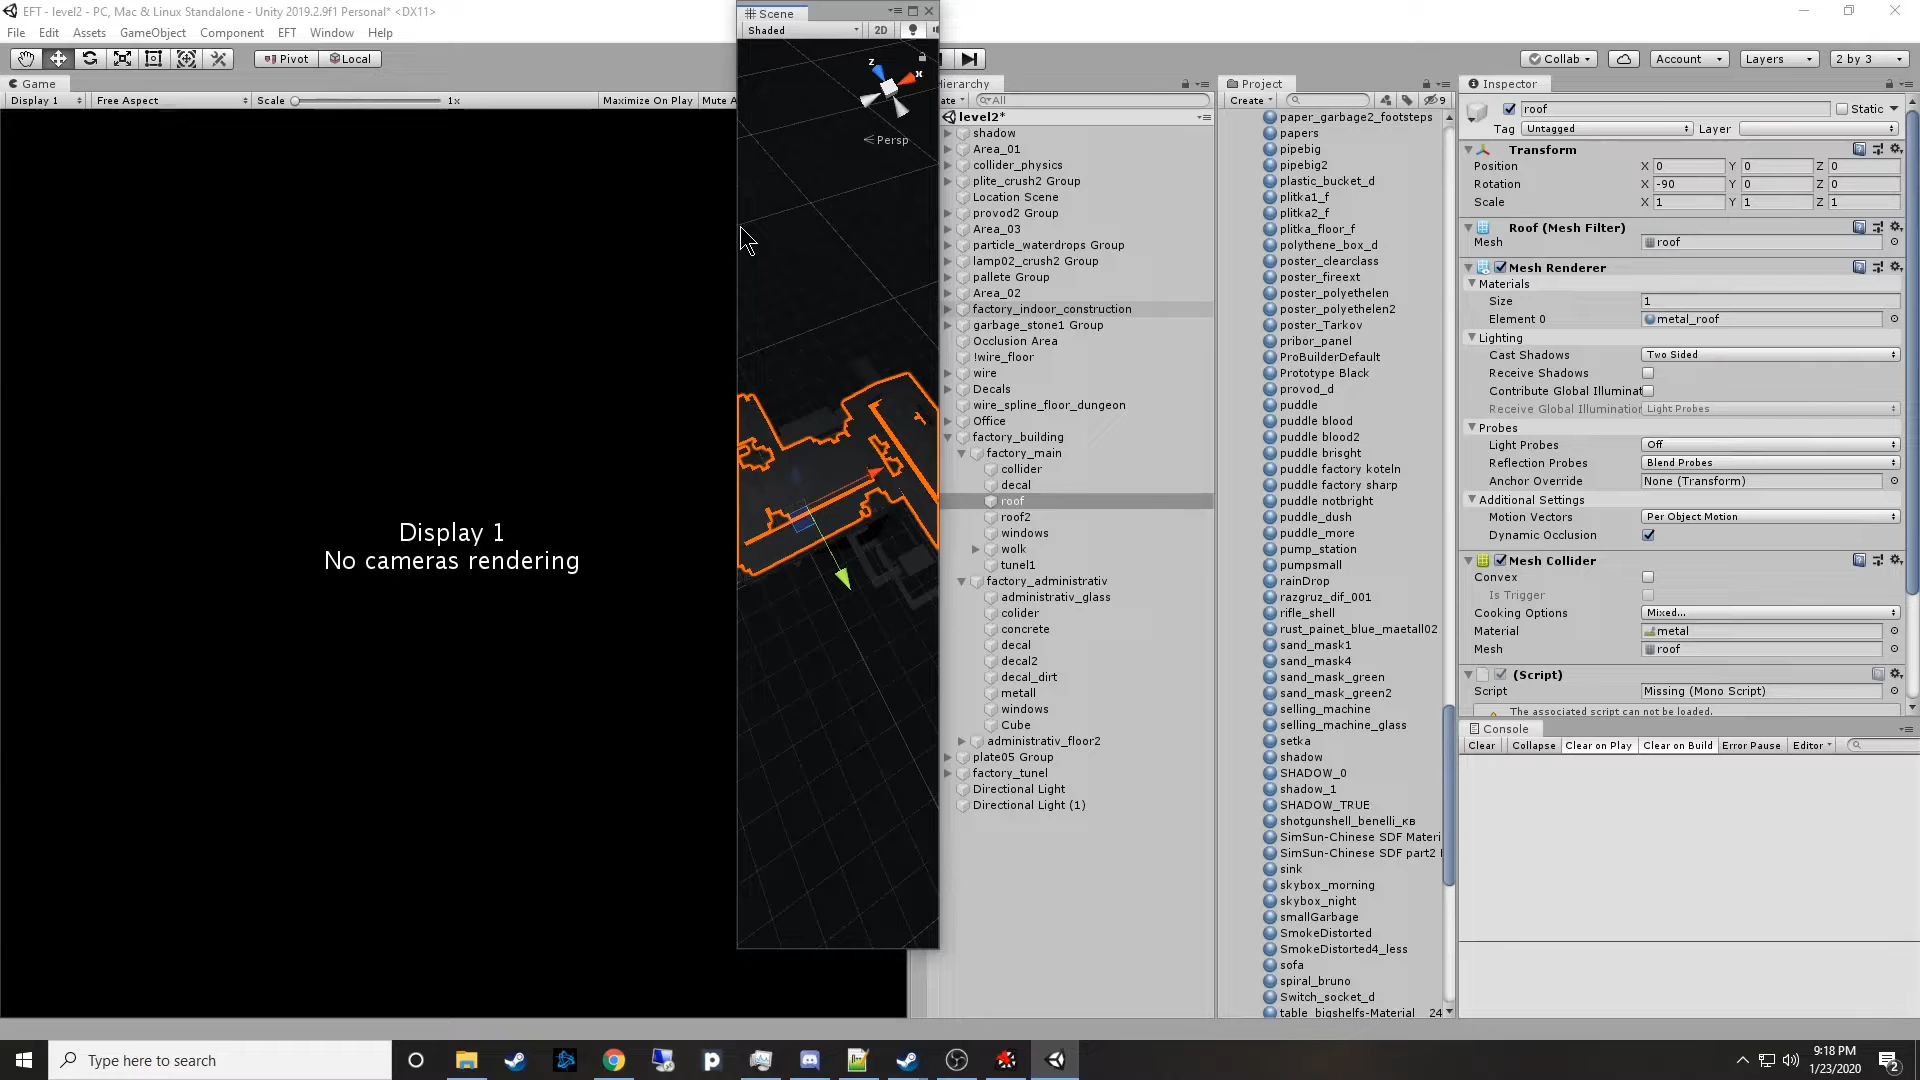 EFT - level2 - PC, Mac & Linux Standalone - Unity 2019.2.9f1 Personal* <DX11>
File Edit Assets GameObject Component EFT Window Help
Pivot Local
Collab Account Layers 2 by 3
Game
Display 1 Free Aspect Scale 1x Maximize On Play Mute A
Display 1
No cameras rendering
Scene
Shaded 2D
z x
Persp
ierarchy
ate All
level2*
shadow
Area_01
collider_physics
plite_crush2 Group
Location Scene
provod2 Group
Area_03
particle_waterdrops Group
lamp02_crush2 Group
pallete Group
Area_02
factory_indoor_construction
garbage_stone1 Group
Occlusion Area
!wire_floor
wire
Decals
wire_spline_floor_dungeon
Office
factory_building
factory_main
collider
decal
roof
roof2
windows
wolk
tunel1
factory_administrativ
administrativ_glass
colider
concrete
decal
decal2
decal_dirt
metall
windows
Cube
administrativ_floor2
plate05 Group
factory_tunel
Directional Light
Directional Light (1)
Project
Create 9
paper_garbage2_footsteps
papers
pipebig
pipebig2
plastic_bucket_d
plitka1_f
plitka2_f
plitka_floor_f
polythene_box_d
poster_clearclass
poster_fireext
poster_polyethelen
poster_polyethelen2
poster_Tarkov
pribor_panel
ProBuilderDefault
Prototype Black
provod_d
puddle
puddle blood
puddle blood2
puddle brisght
puddle factory koteln
puddle factory sharp
puddle notbright
puddle_dush
puddle_more
pump_station
pumpsmall
rainDrop
razgruz_dif_001
rifle_shell
rust_painet_blue_maetall02
sand_mask1
sand_mask4
sand_mask_green
sand_mask_green2
selling_machine
selling_machine_glass
setka
shadow
SHADOW_0
shadow_1
SHADOW_TRUE
shotgunshell_benelli_кв
SimSun-Chinese SDF Materi
SimSun-Chinese SDF part2
sink
skybox_morning
skybox_night
smallGarbage
SmokeDistorted
SmokeDistorted4_less
sofa
spiral_bruno
Switch_socket_d
table_bigshelfs-Material 24
Inspector
roof Static
Tag Untagged Layer
Transform
Position X 0 Y 0 Z 0
Rotation X -90 Y 0 Z 0
Scale X 1 Y 1 Z 1
Roof (Mesh Filter)
Mesh roof
Mesh Renderer
Materials
Size 1
Element 0 metal_roof
Lighting
Cast Shadows Two Sided
Receive Shadows
Contribute Global Illuminat
Receive Global Illumination Light Probes
Probes
Light Probes Off
Reflection Probes Blend Probes
Anchor Override None (Transform)
Additional Settings
Motion Vectors Per Object Motion
Dynamic Occlusion
Mesh Collider
Convex
Is Trigger
Cooking Options Mixed...
Material metal
Mesh roof
(Script)
Script Missing (Mono Script)
The associated script can not be loaded.
Console
Clear Collapse Clear on Play Clear on Build Error Pause Editor
Type here to search
9:18 PM
1/23/2020
2